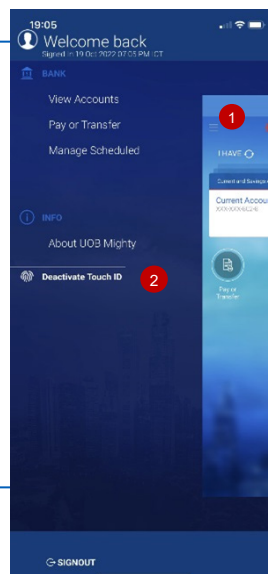 19:05
Welcome back
Signed in 19 Oct 2022 07:05 PM ICT
BANK
View Accounts
Pay or Transfer
Manage Scheduled
1
I HAVE
Current and Savings
Current Accou
INFO
About UOB Mighty
Deactivate Touch ID
2
Pay or
Transfer
SIGNOUT